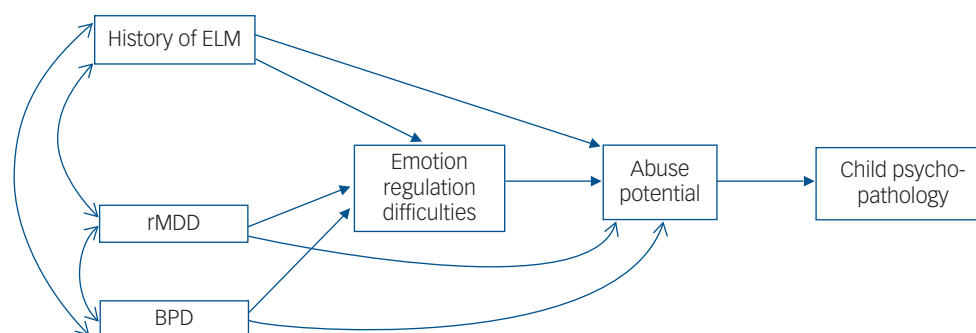 History of ELM
Emotion
regulation
difficulties
Abuse
potential
Child psycho-
pathology
rMDD
BPD